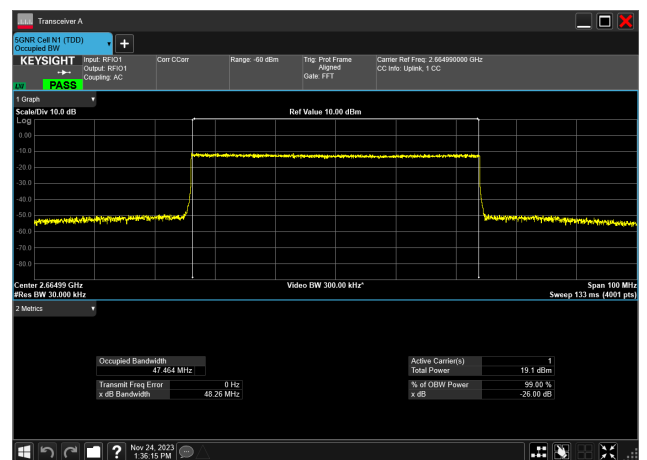 Transceiver A
5GNR Cell N1 (TDD)
Occupied BW
KEYSIGHT
LV
PASS
Input: RFIO1
Output: RFIO1
Coupling: AC
Corr CCorr
Range: -60 dBm
Trig: Prot Frame
Aligned
Gate: FFT
Carrier Ref Freq: 2.664990000 GHz
CC Info: Uplink, 1 CC
1 Graph
Scale/Div 10.0 dB
Ref Value 10.00 dBm
Log
0.00
-10.0
-20.0
-30.0
-40.0
-50.0
-60.0
-70.0
-80.0
Center 2.66499 GHz
Video BW 300.00 kHz^
Span 100 MHz
#Res BW 30.000 kHz
Sweep 133 ms (4001 pts)
2 Metrics
Occupied Bandwidth
47.464 MHz
Transmit Freq Error 0 Hz
x dB Bandwidth 48.26 MHz
Active Carrier(s) 1
Total Power 19.1 dBm
% of OBW Power 99.00 %
x dB -26.00 dB
Nov 24, 2023
1:36:15 PM